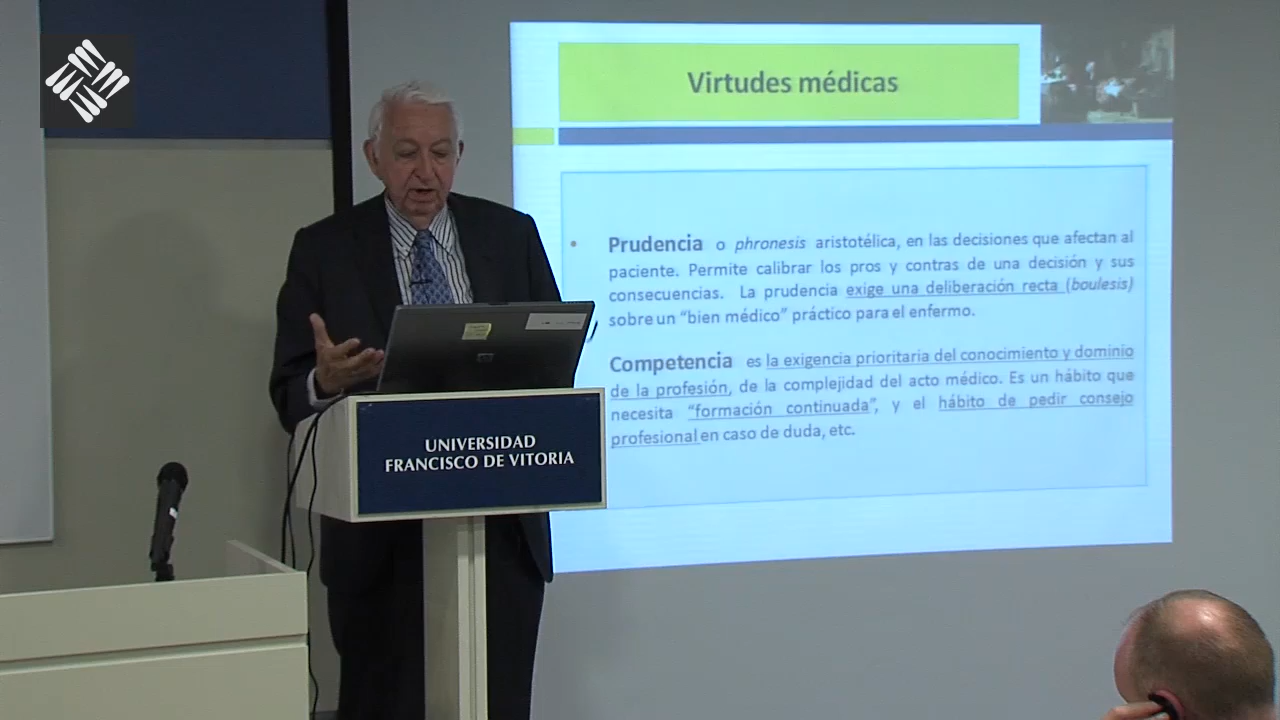 Virtudes médicas
• Prudencia o phronesis aristotélica, en las decisiones que afectan al
paciente. Permite calibrar los pros y contras de una decisión y sus
consecuencias. La prudencia exige una deliberación recta (boulesis)
sobre un “bien médico” práctico para el enfermo.
Competencia es la exigencia prioritaria del conocimiento y dominio
de la profesión, de la complejidad del acto médico. Es un hábito que
necesita “formación continuada”, y el hábito de pedir consejo
profesional en caso de duda, etc.
UNIVERSIDAD
FRANCISCO DE VITORIA